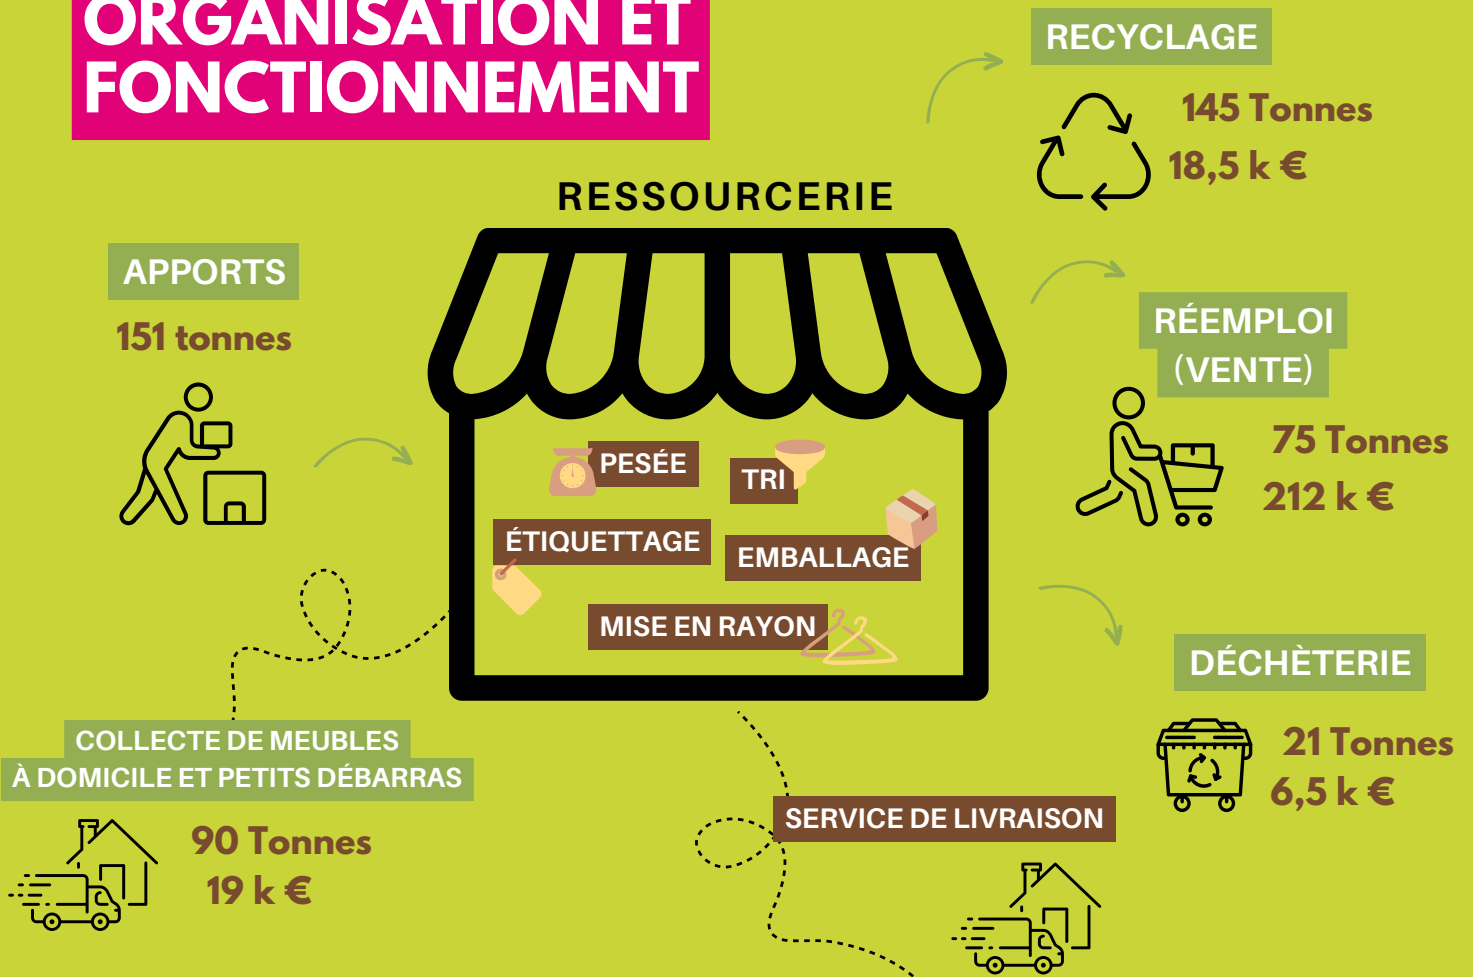 ORGANISATION ET
FONCTIONNEMENT
RECYCLAGE
145 Tonnes
18,5 k €
RESSOURCERIE
APPORTS
151 tonnes
RÉEMPLOI
(VENTE)
75 Tonnes
212 k €
PESÉE
TRI
ÉTIQUETTAGE
EMBALLAGE
MISE EN RAYON
DÉCHÈTERIE
21 Tonnes
6,5 k €
COLLECTE DE MEUBLES
À DOMICILE ET PETITS DÉBARRAS
90 Tonnes
19 k €
SERVICE DE LIVRAISON